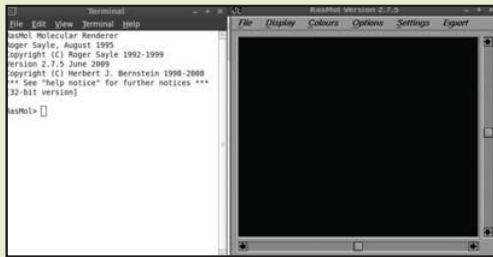 Terminal
File Edit View Terminal Help
RasMol Molecular Renderer
Roger Sayle, August 1995
Copyright (C) Roger Sayle 1992-1999
Version 2.7.5 June 2009
Copyright (C) Herbert J. Bernstein 1998-2008
*** See "help notice" for further notices ***
[32-bit version]
RasMol>
RasMol Version 2.7.5
File Display Colours Options Settings Export